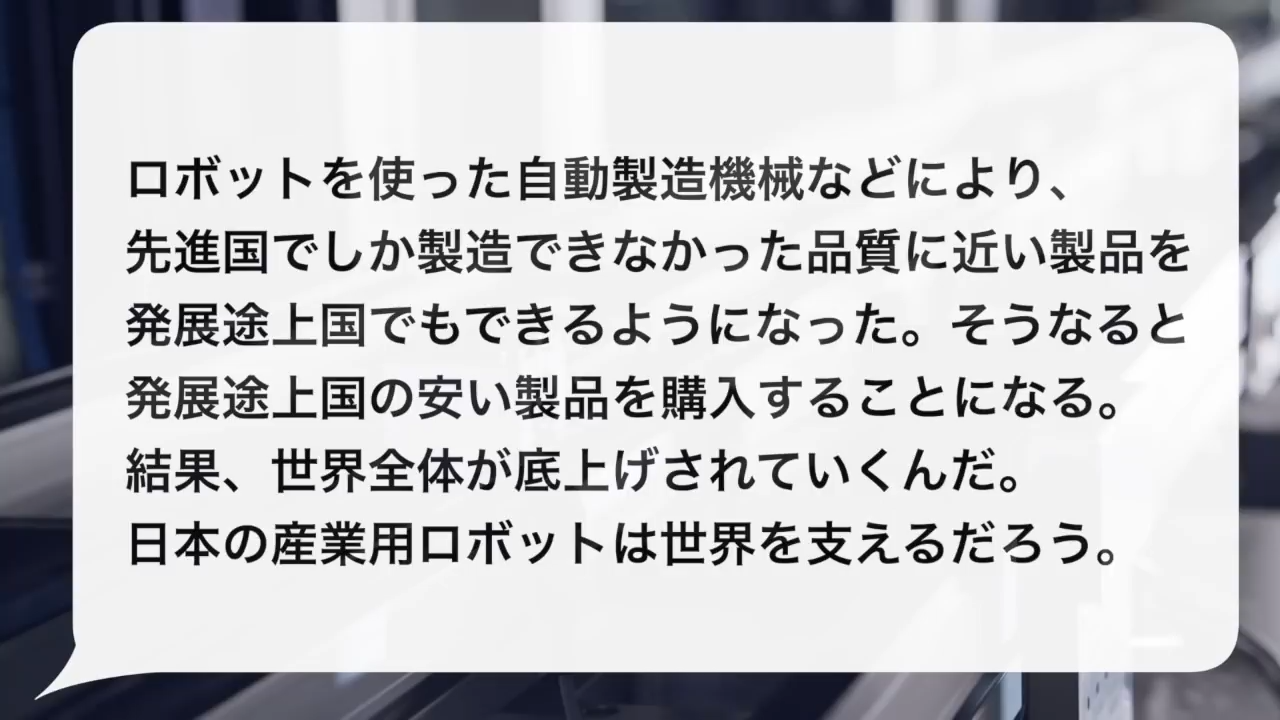 ロボットを使った自動製造機械などにより、
先進国でしか製造できなかった品質に近い製品を
発展途上国でもできるようになった。そうなると
発展途上国の安い製品を購入することになる。
結果、世界全体が底上げされていくんだ。
日本の産業用ロボットは世界を支えるだろう。